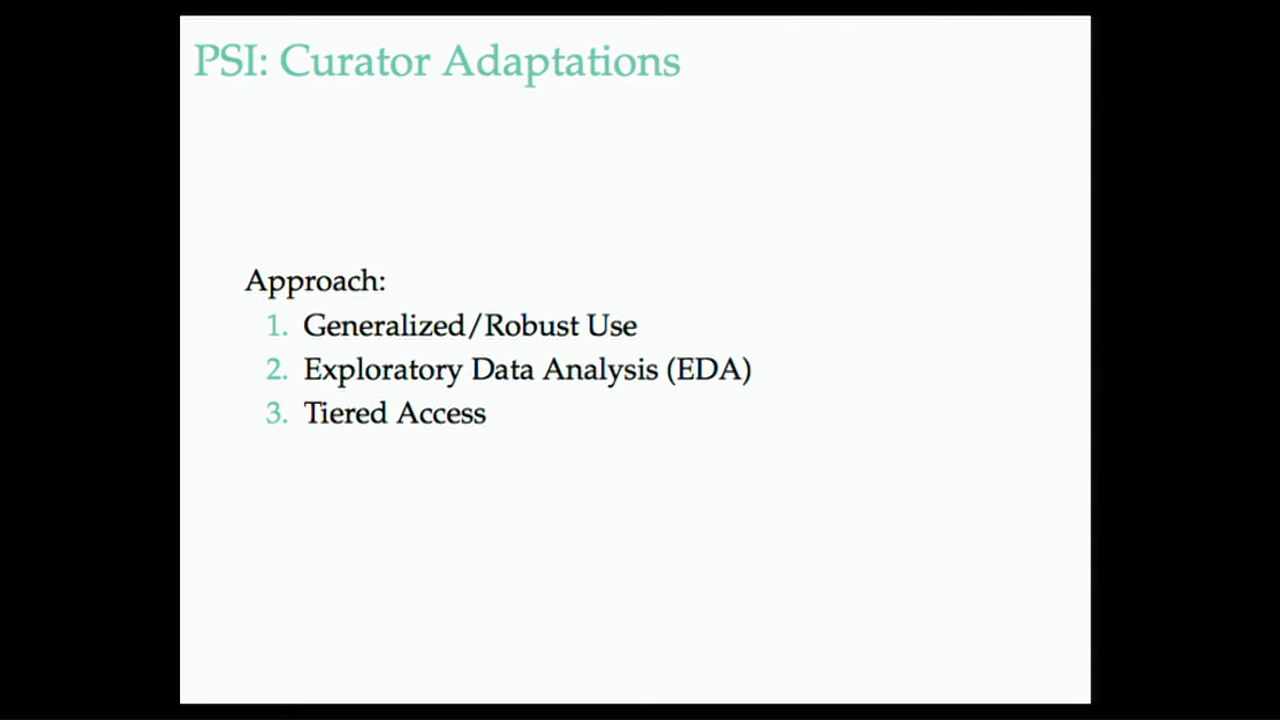 PSI: Curator Adaptations
Approach:
1. Generalized/Robust Use
2. Exploratory Data Analysis (EDA)
3. Tiered Access